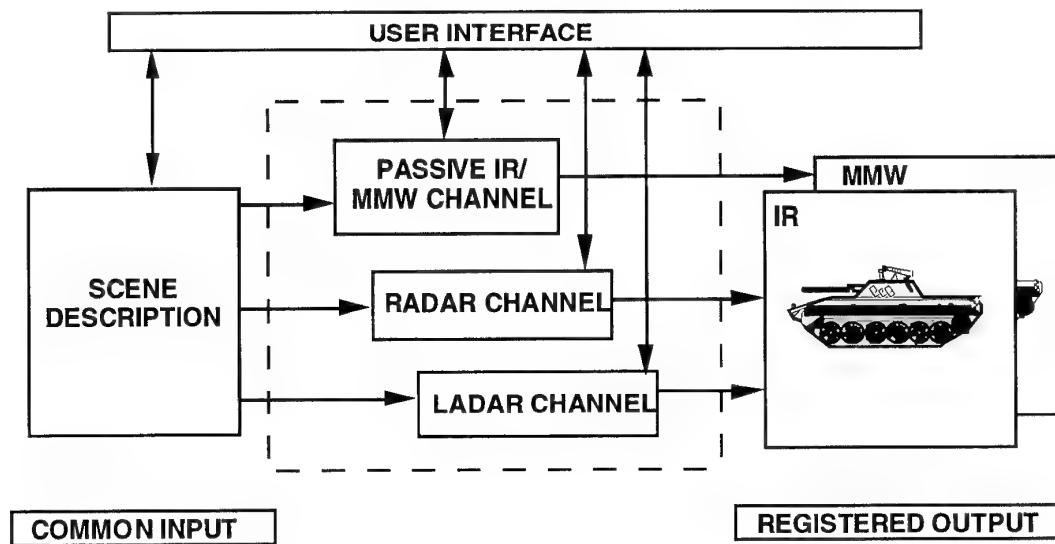 USER INTERFACE
PASSIVE IR/
MMW CHANNEL
MMW
IR
SCENE
DESCRIPTION
RADAR CHANNEL
LADAR CHANNEL
COMMON INPUT
REGISTERED OUTPUT